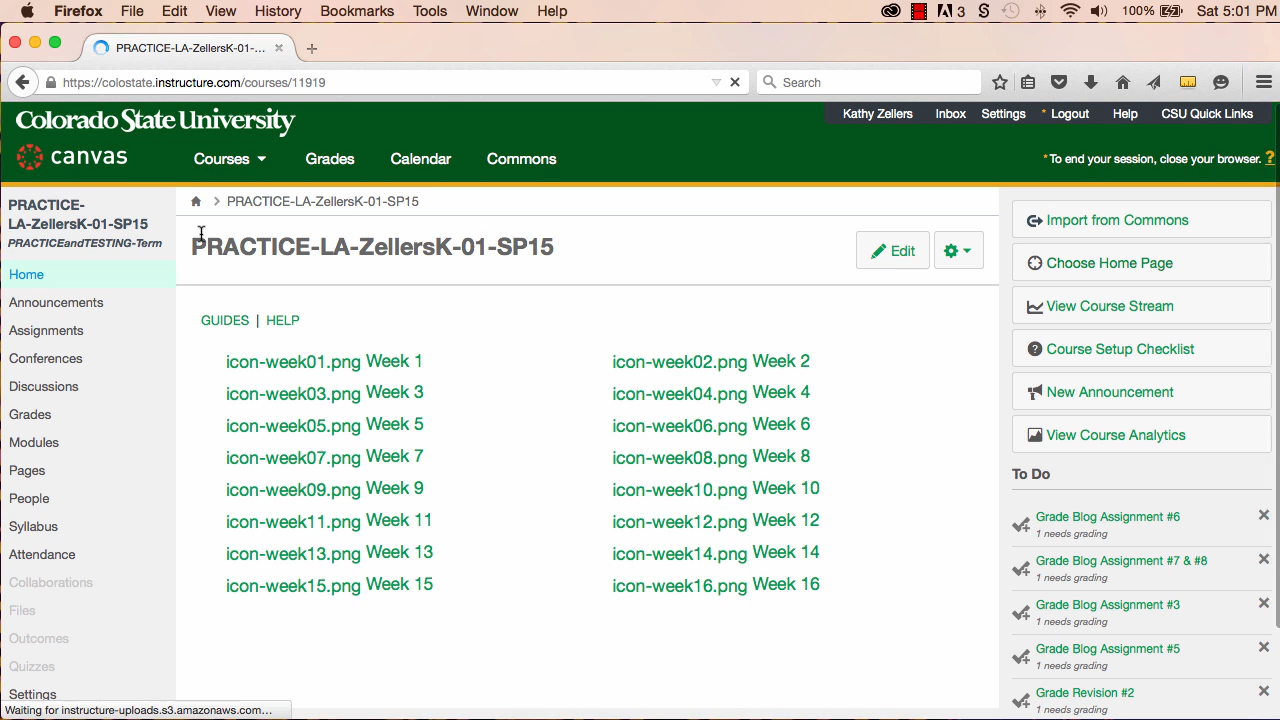 Firefox File Edit View History Bookmarks Tools Window Help 3 100% Sat 5:01 PM
PRACTICE-LA-ZellersK-01-...
https://colostate.instructure.com/courses/11919 Search
Colorado State University
Kathy Zellers Inbox Settings * Logout Help CSU Quick Links
canvas Courses Grades Calendar Commons *To end your session, close your browser. ?
PRACTICE-
LA-ZellersK-01-SP15
PRACTICEandTESTING-Term
Home
Announcements
Assignments
Conferences
Discussions
Grades
Modules
Pages
People
Syllabus
Attendance
Collaborations
Files
Outcomes
Quizzes
Settings
PRACTICE-LA-ZellersK-01-SP15
PRACTICE-LA-ZellersK-01-SP15 Edit
GUIDES | HELP
icon-week01.png Week 1 icon-week02.png Week 2
icon-week03.png Week 3 icon-week04.png Week 4
icon-week05.png Week 5 icon-week06.png Week 6
icon-week07.png Week 7 icon-week08.png Week 8
icon-week09.png Week 9 icon-week10.png Week 10
icon-week11.png Week 11 icon-week12.png Week 12
icon-week13.png Week 13 icon-week14.png Week 14
icon-week15.png Week 15 icon-week16.png Week 16
Import from Commons
Choose Home Page
View Course Stream
Course Setup Checklist
New Announcement
View Course Analytics
To Do
Grade Blog Assignment #6
1 needs grading
Grade Blog Assignment #7 & #8
1 needs grading
Grade Blog Assignment #3
1 needs grading
Grade Blog Assignment #5
1 needs grading
Grade Revision #2
1 needs grading
Waiting for instructure-uploads.s3.amazonaws.com...